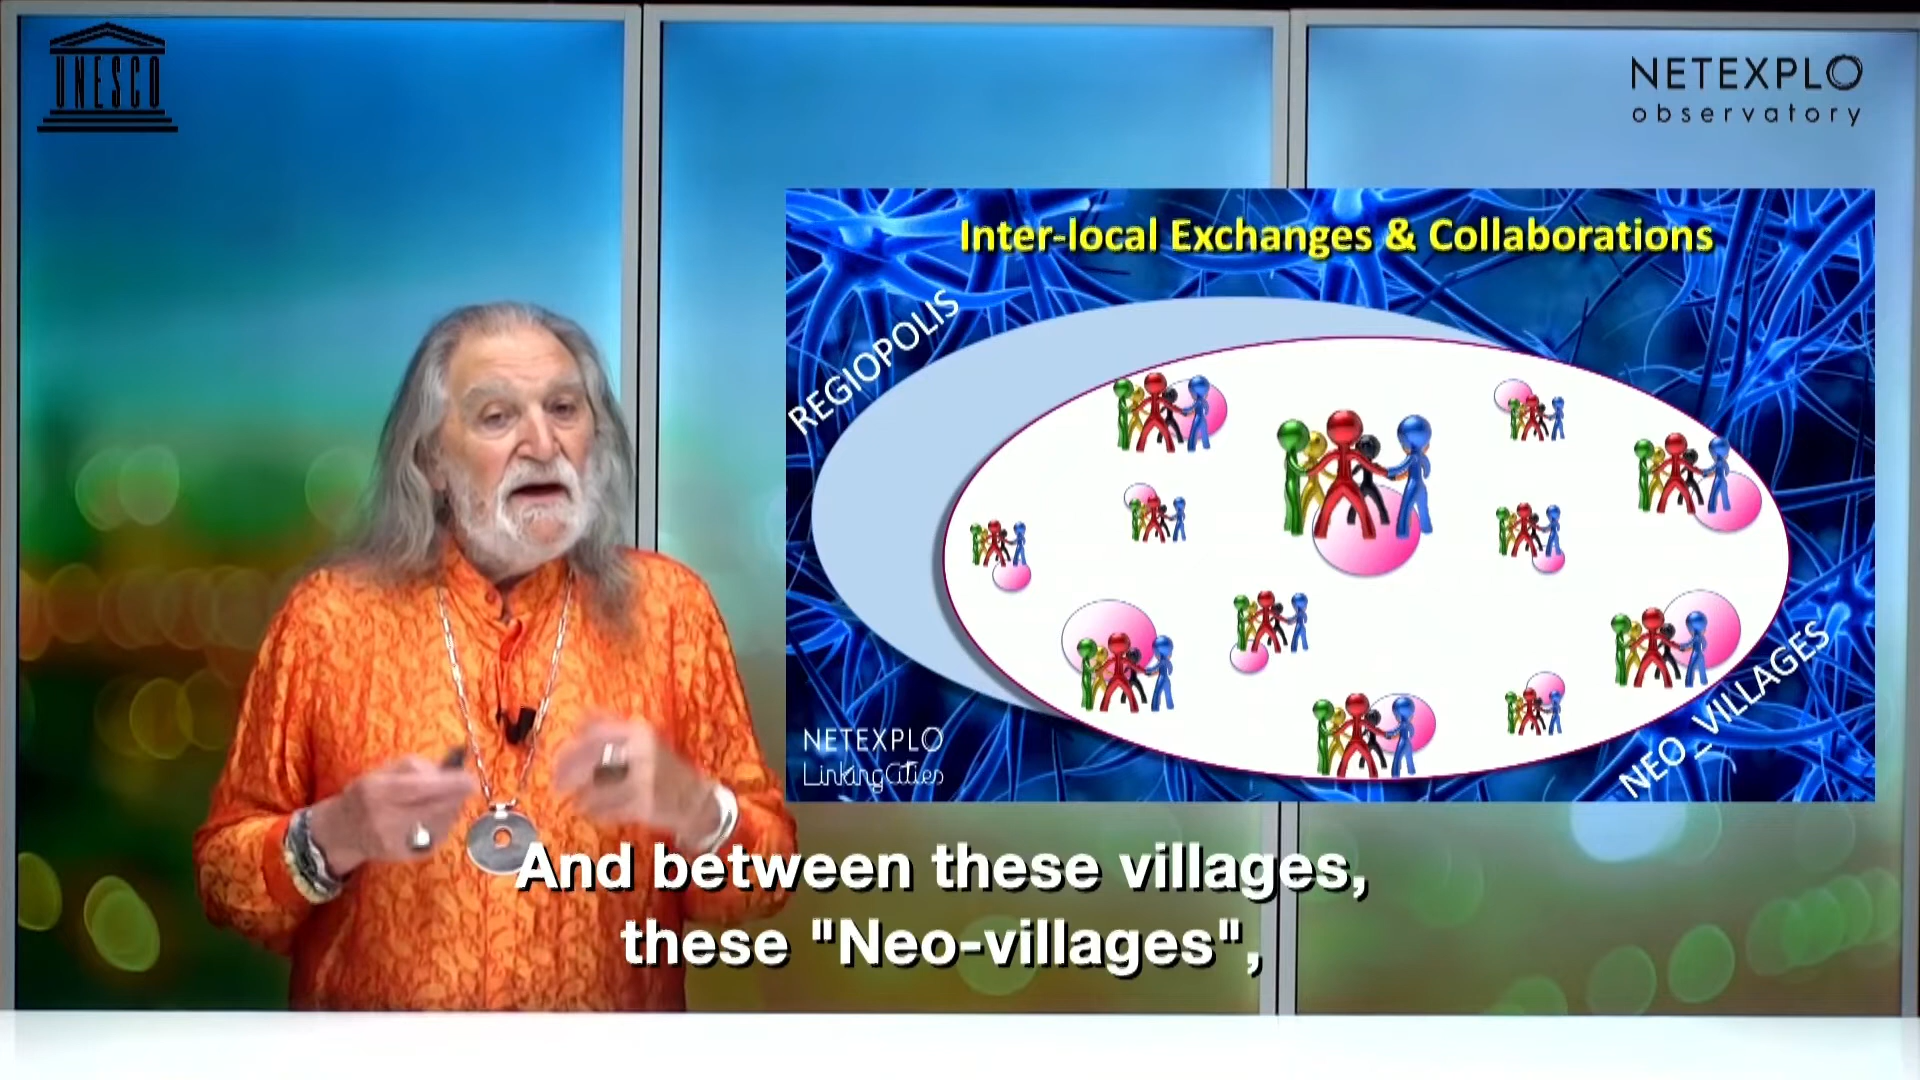 UNESCO
NETEXPLO
observatory
Inter-local Exchanges & Collaborations
REGIOPOLIS
NEO_VILLAGES
NETEXPLO
LinkingCities
And between these villages,
these "Neo-villages",